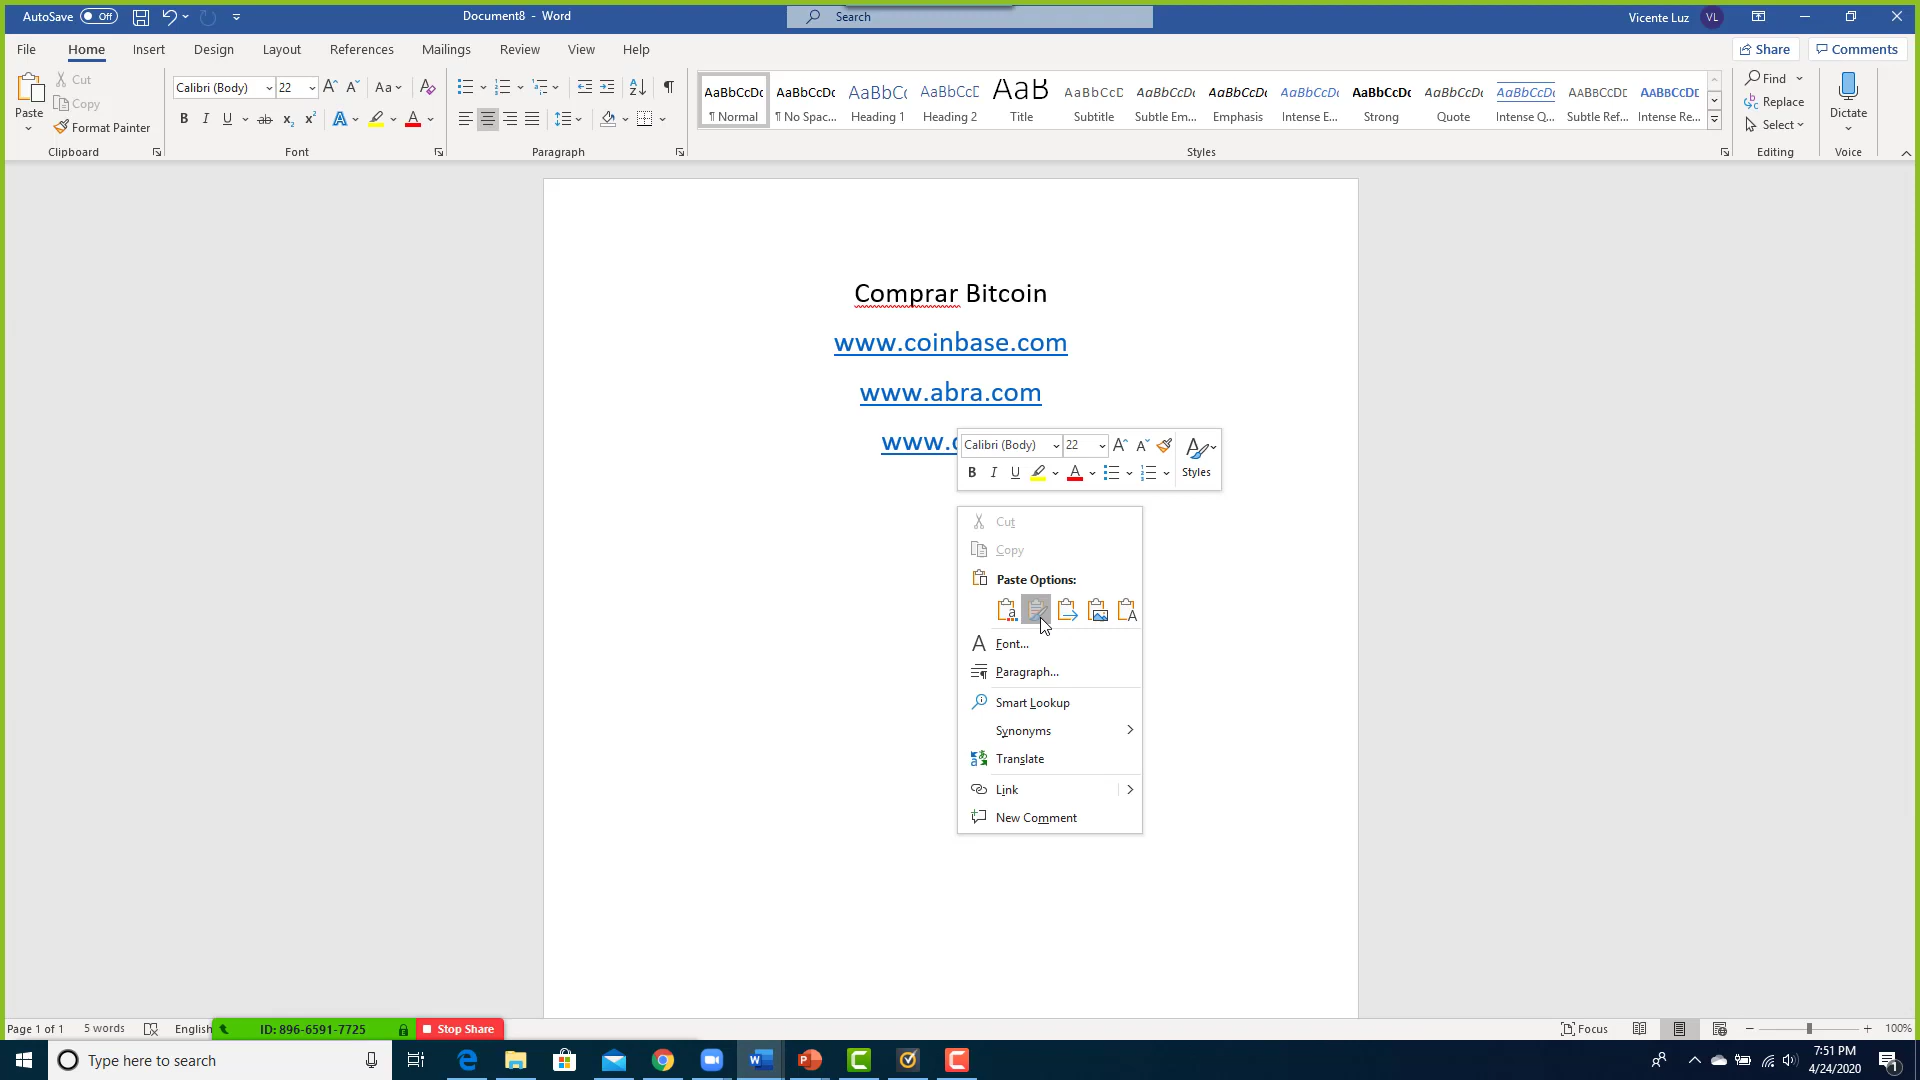 AutoSave Off Document8 - Word Search Vicente Luz VL
File Home Insert Design Layout References Mailings Review View Help Share Comments
Paste Cut Copy Format Painter
Calibri (Body) 22 Aa
AaBbCcDc AaBbCcDc AaBbCc AaBbCcD AaB AaBbCcD AaBbCcDc AaBbCcDc AaBbCcDc AaBbCcDc AaBbCcDc AaBbCcDc AABBCCDE AABBCCDE
¶ Normal ¶ No Spac... Heading 1 Heading 2 Title Subtitle Subtle Em... Emphasis Intense E... Strong Quote Intense Q... Subtle Ref... Intense Re...
Find Replace Select Dictate
Clipboard Font Paragraph Styles Editing Voice
Comprar Bitcoin
www.coinbase.com
www.abra.com
www.
Calibri (Body) 22
B I U A Styles
Cut
Copy
Paste Options:
Font...
Paragraph...
Smart Lookup
Synonyms
Translate
Link
New Comment
Page 1 of 1 5 words English ID: 896-6591-7725 Stop Share Focus 100%
Type here to search 7:51 PM
4/24/2020